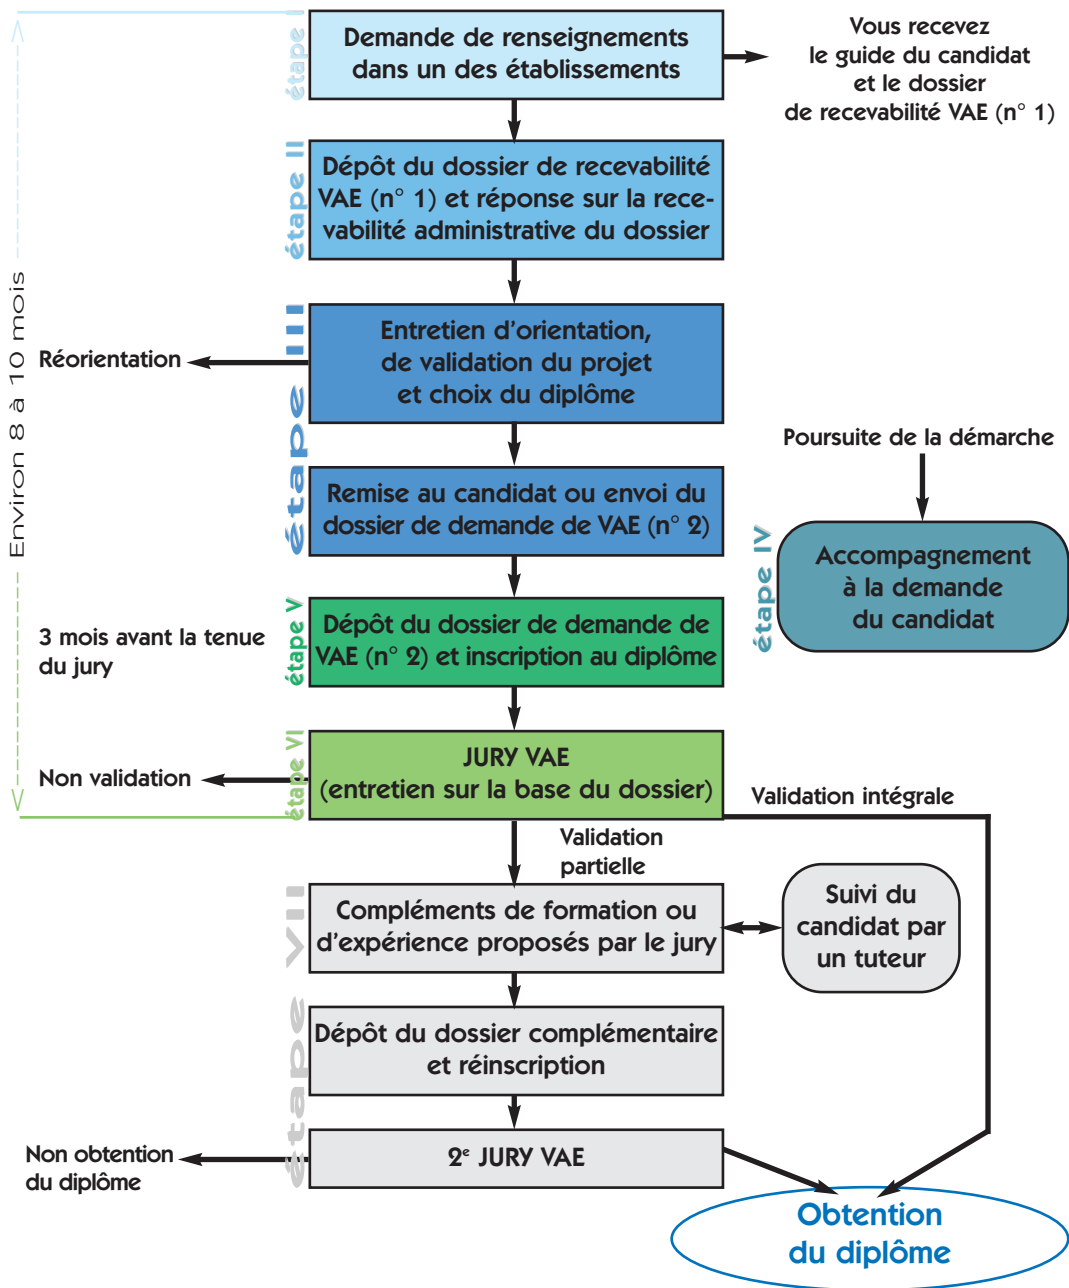 étape I
Demande de renseignements
dans un des établissements
Vous recevez
le guide du candidat
et le dossier
de recevabilité VAE (n° 1)
étape II
Dépôt du dossier de recevabilité
VAE (n° 1) et réponse sur la rece-
vabilité administrative du dossier
Environ 8 à 10 mois
étape III
Entretien d'orientation,
de validation du projet
et choix du diplôme
Réorientation
Remise au candidat ou envoi du
dossier de demande de VAE (n° 2)
Poursuite de la démarche
étape IV
Accompagnement
à la demande
du candidat
3 mois avant la tenue
du jury
étape V
Dépôt du dossier de demande de
VAE (n° 2) et inscription au diplôme
étape VI
JURY VAE
(entretien sur la base du dossier)
Non validation
Validation intégrale
Validation
partielle
étape VII
Compléments de formation ou
d'expérience proposés par le jury
Suivi du
candidat par
un tuteur
Dépôt du dossier complémentaire
et réinscription
2e JURY VAE
Non obtention
du diplôme
Obtention
du diplôme